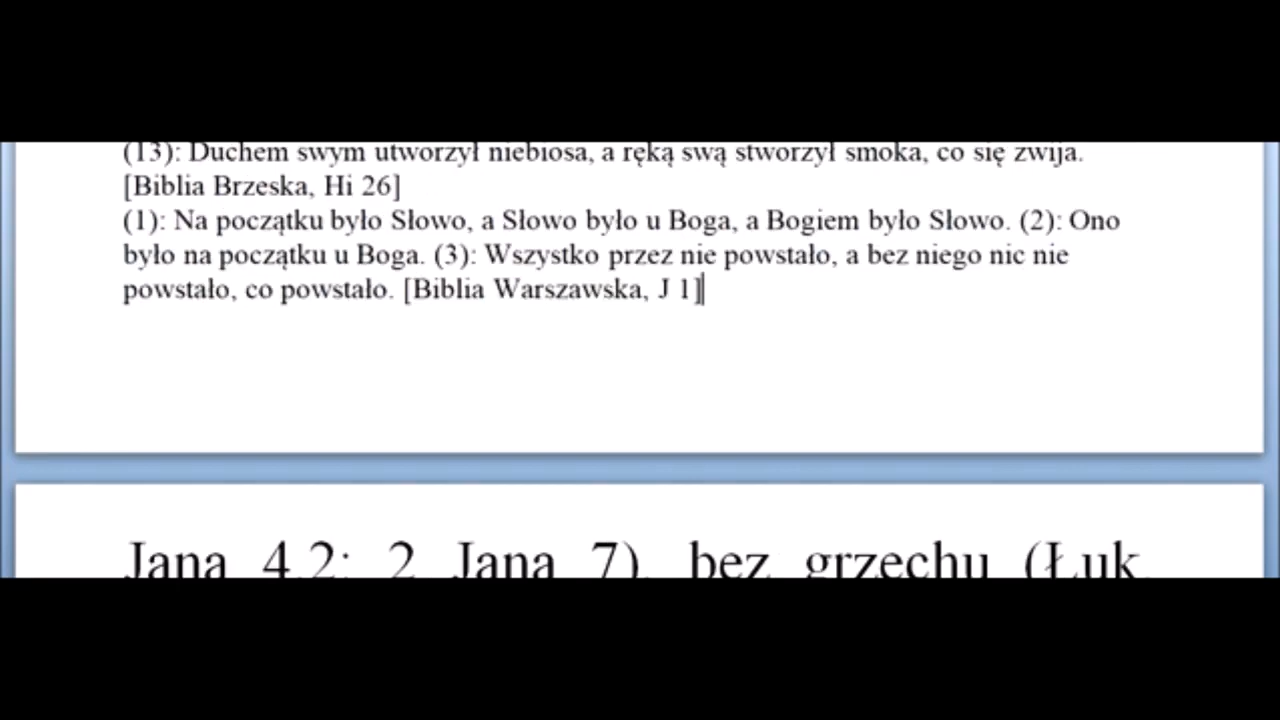 (13): Duchem swym utworzył niebiosa, a ręką swą stworzył smoka, co się zwija.
[Biblia Brzeska, Hi 26]
(1): Na początku było Słowo, a Słowo było u Boga, a Bogiem było Słowo. (2): Ono
było na początku u Boga. (3): Wszystko przez nie powstało, a bez niego nic nie
powstało, co powstało. [Biblia Warszawska, J 1]
Jana 4.2; 2 Jana 7), bez grzechu (Łuk.